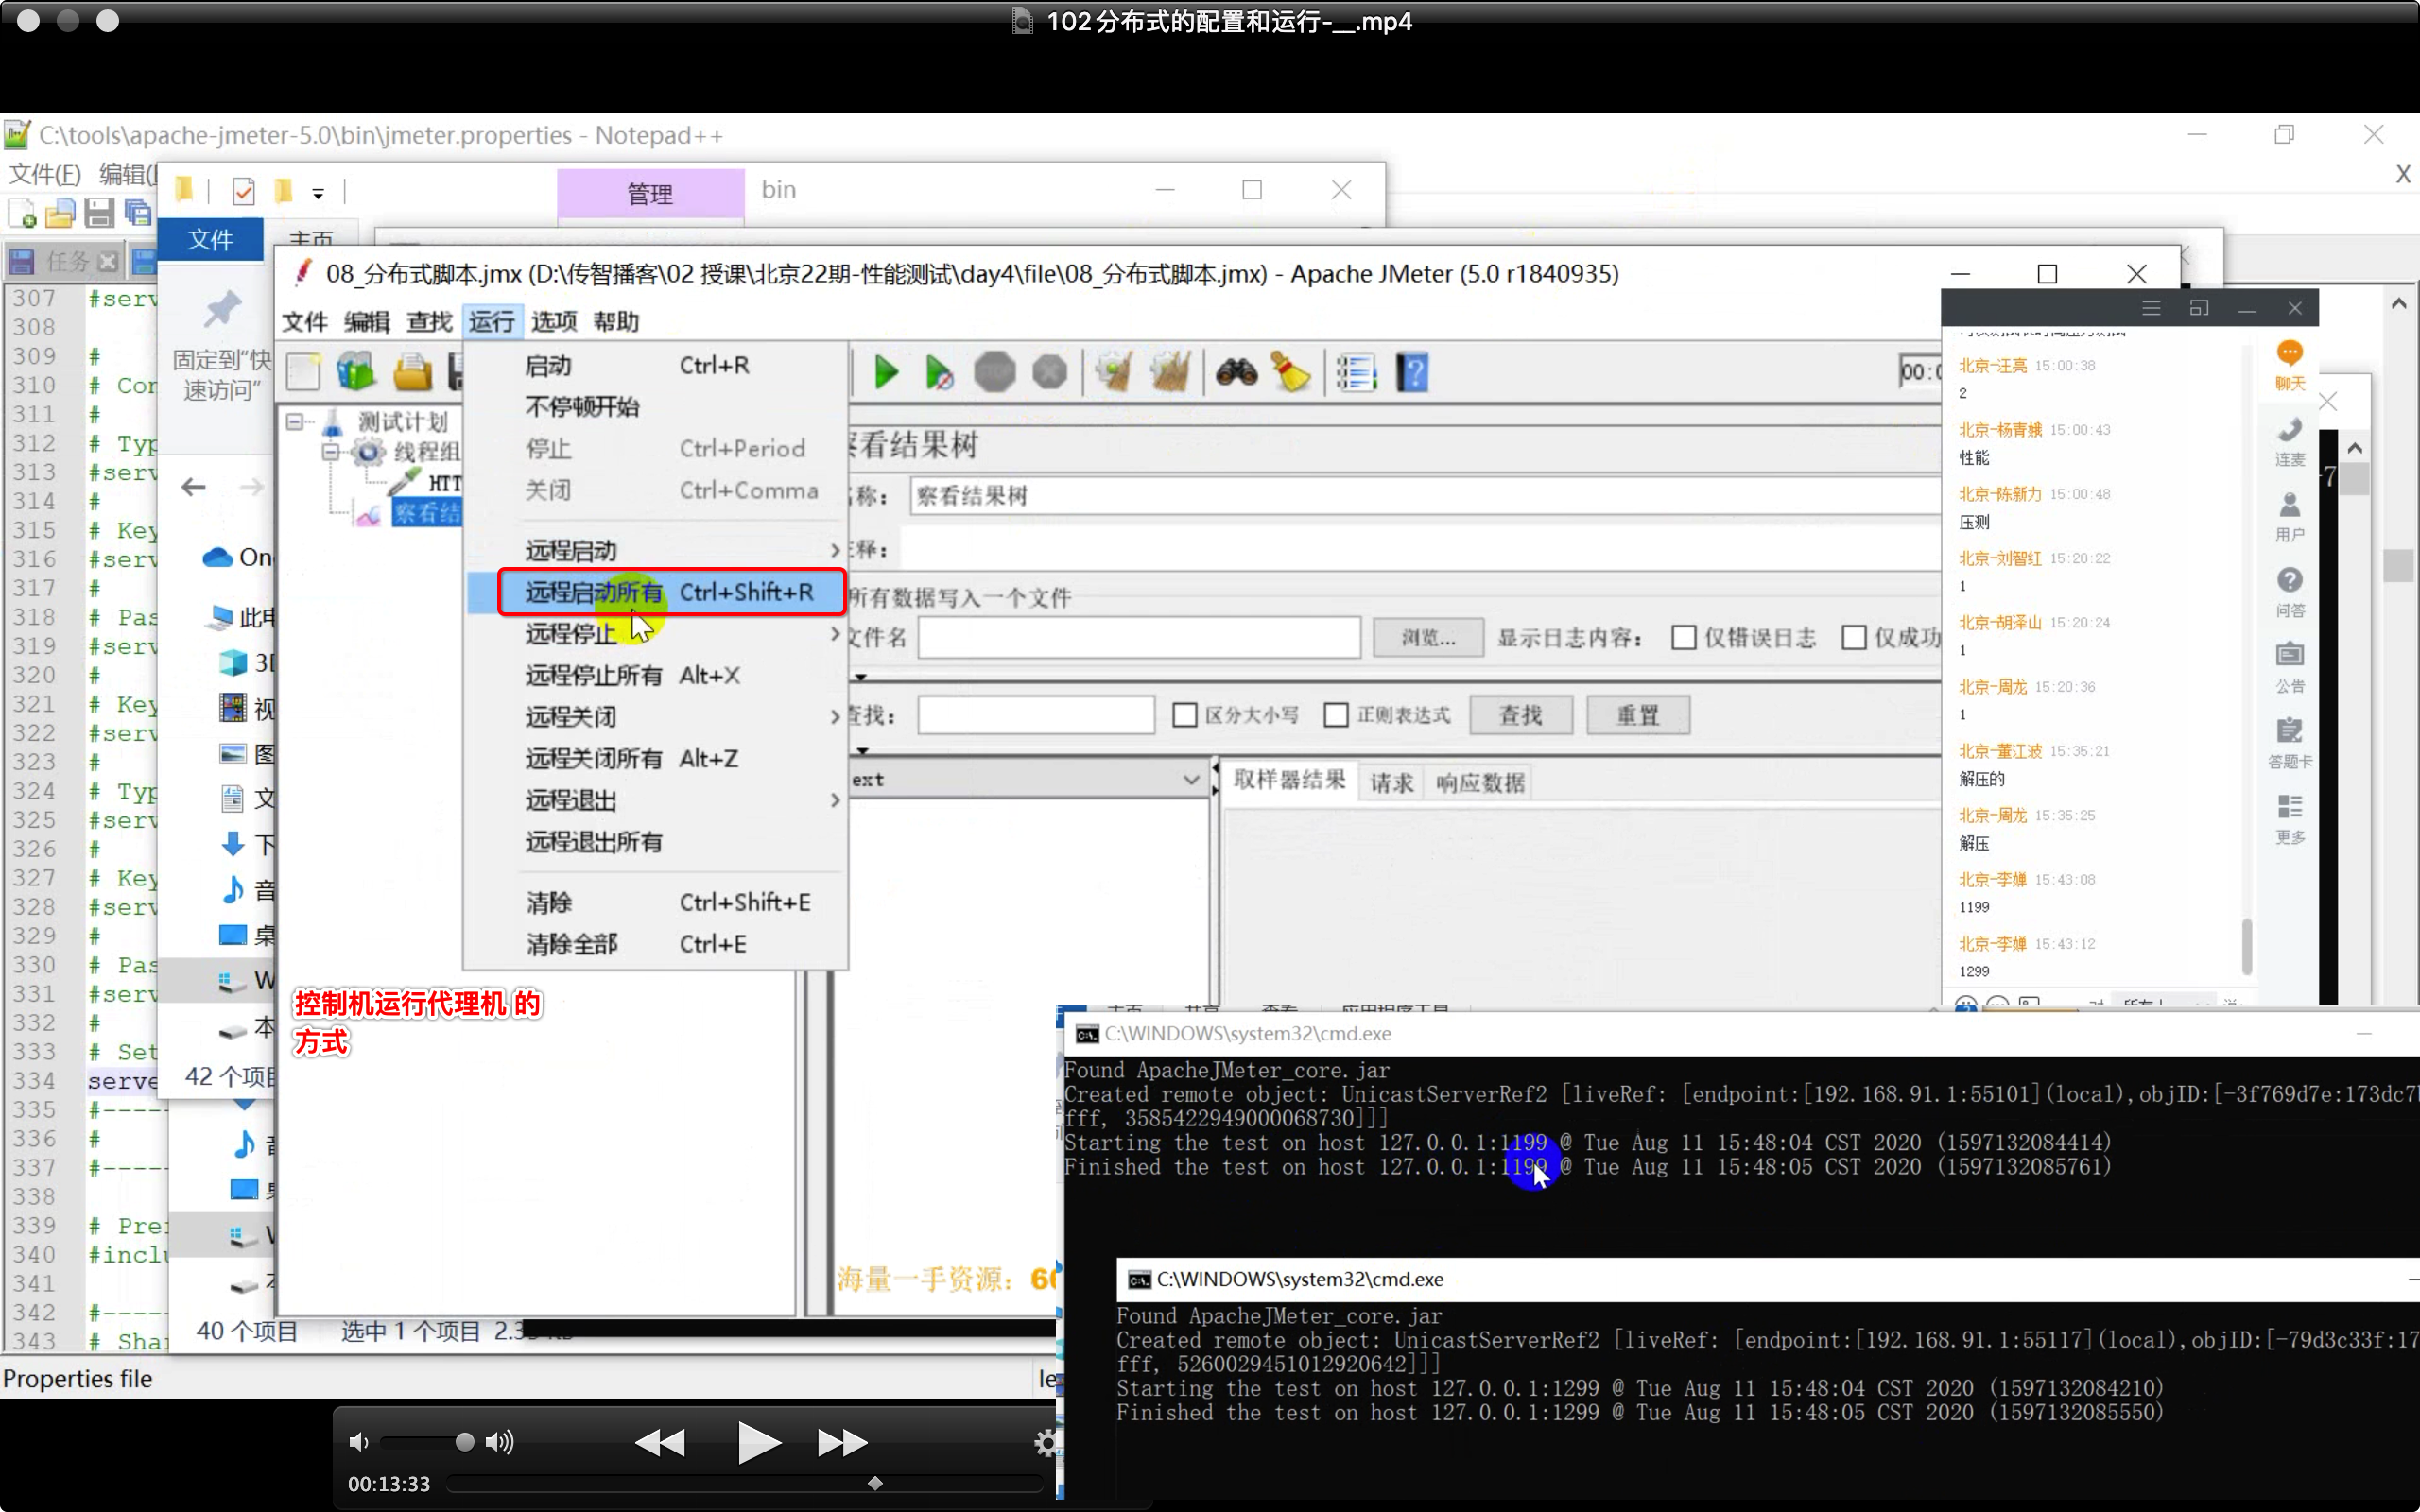 102分布式的配置和运行-__.mp4
C:\tools\apache-jmeter-5.0\bin\jmeter.properties - Notepad++
文件(F) 编辑(
管理 bin
文件 主页
任务
固定到“快
速访问”
08_分布式脚本.jmx (D:\传智播客\02 授课\北京22期-性能测试\day4\file\08_分布式脚本.jmx) - Apache JMeter (5.0 r1840935)
文件 编辑 查找 运行 选项 帮助
启动 Ctrl+R
不停顿开始
停止 Ctrl+Period
关闭 Ctrl+Comma
远程启动
远程启动所有 Ctrl+Shift+R
远程停止
远程停止所有 Alt+X
远程关闭
远程关闭所有 Alt+Z
远程退出
远程退出所有
清除 Ctrl+Shift+E
清除全部 Ctrl+E
测试计划
线程组
HTT
察看结
看结果树
称: 察看结果树
释:
所有数据写入一个文件
文件名 浏览... 显示日志内容: 仅错误日志 仅成功
查找: 区分大小写 正则表达式 查找 重置
ext
取样器结果 请求 响应数据
00:0
307 #serv
308
309 #
310 # Cor
311 #
312 # Typ
313 #serv
314 #
315 # Key
316 #serv
317 #
318 # Pas
319 #serv
320 #
321 # Key
322 #serv
323 #
324 # Typ
325 #serv
326 #
327 # Key
328 #serv
329 #
330 # Pas
331 #serv
332 #
333 # Set
334 serve
335 #----
336 #
337 #----
338
339 # Pre
340 #inclu
341
342 #----
343 # Shar
One
此电
3D
视
图
文
下
音
桌
W
本
42 个项目
40 个项目 选中 1 个项目
Properties file
北京-汪亮 15:00:38
2
北京-杨青娥 15:00:43
性能
北京-陈新力 15:00:48
压测
北京-刘智红 15:20:22
1
北京-胡泽山 15:20:24
1
北京-周龙 15:20:36
1
北京-董江波 15:35:21
解压的
北京-周龙 15:35:25
解压
北京-李婵 15:43:08
1199
北京-李婵 15:43:12
1299
聊天
连麦
用户
问答
公告
答题卡
更多
控制机运行代理机 的
方式
海量一手资源: 60
C:\WINDOWS\system32\cmd.exe
Found ApacheJMeter_core.jar
Created remote object: UnicastServerRef2 [liveRef: [endpoint:[192.168.91.1:55101](local),objID:[-3f769d7e:173dc7
fff, 3585422949000068730]]]
Starting the test on host 127.0.0.1:1199 @ Tue Aug 11 15:48:04 CST 2020 (1597132084414)
Finished the test on host 127.0.0.1:1199 @ Tue Aug 11 15:48:05 CST 2020 (1597132085761)
C:\WINDOWS\system32\cmd.exe
Found ApacheJMeter_core.jar
Created remote object: UnicastServerRef2 [liveRef: [endpoint:[192.168.91.1:55117](local),objID:[-79d3c33f:17
fff, 5260029451012920642]]]
Starting the test on host 127.0.0.1:1299 @ Tue Aug 11 15:48:04 CST 2020 (1597132084210)
Finished the test on host 127.0.0.1:1299 @ Tue Aug 11 15:48:05 CST 2020 (1597132085550)
00:13:33